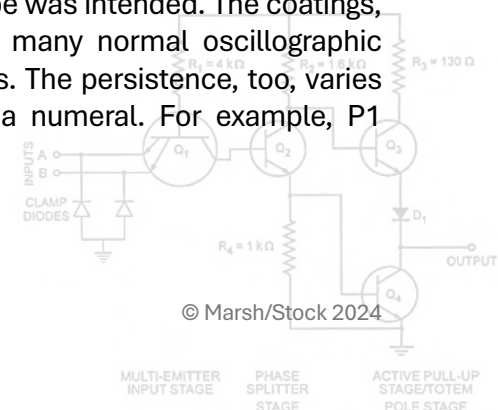 pe was intended. The coatings,
many normal oscillographic
s. The persistence, too, varies
a numeral. For example, P1
R₁ = 4 kΩ
R₂ = 1.6 kΩ
R₃ = 130 Ω
INPUTS
A
B
Q₁
Q₂
Q₃
CLAMP
DIODES
D₁
R₄ = 1 kΩ
OUTPUT
Q₄
© Marsh/Stock 2024
MULTI-EMITTER
INPUT STAGE
PHASE
SPLITTER
STAGE
ACTIVE PULL-UP
STAGE/TOTEM
POLE STAGE